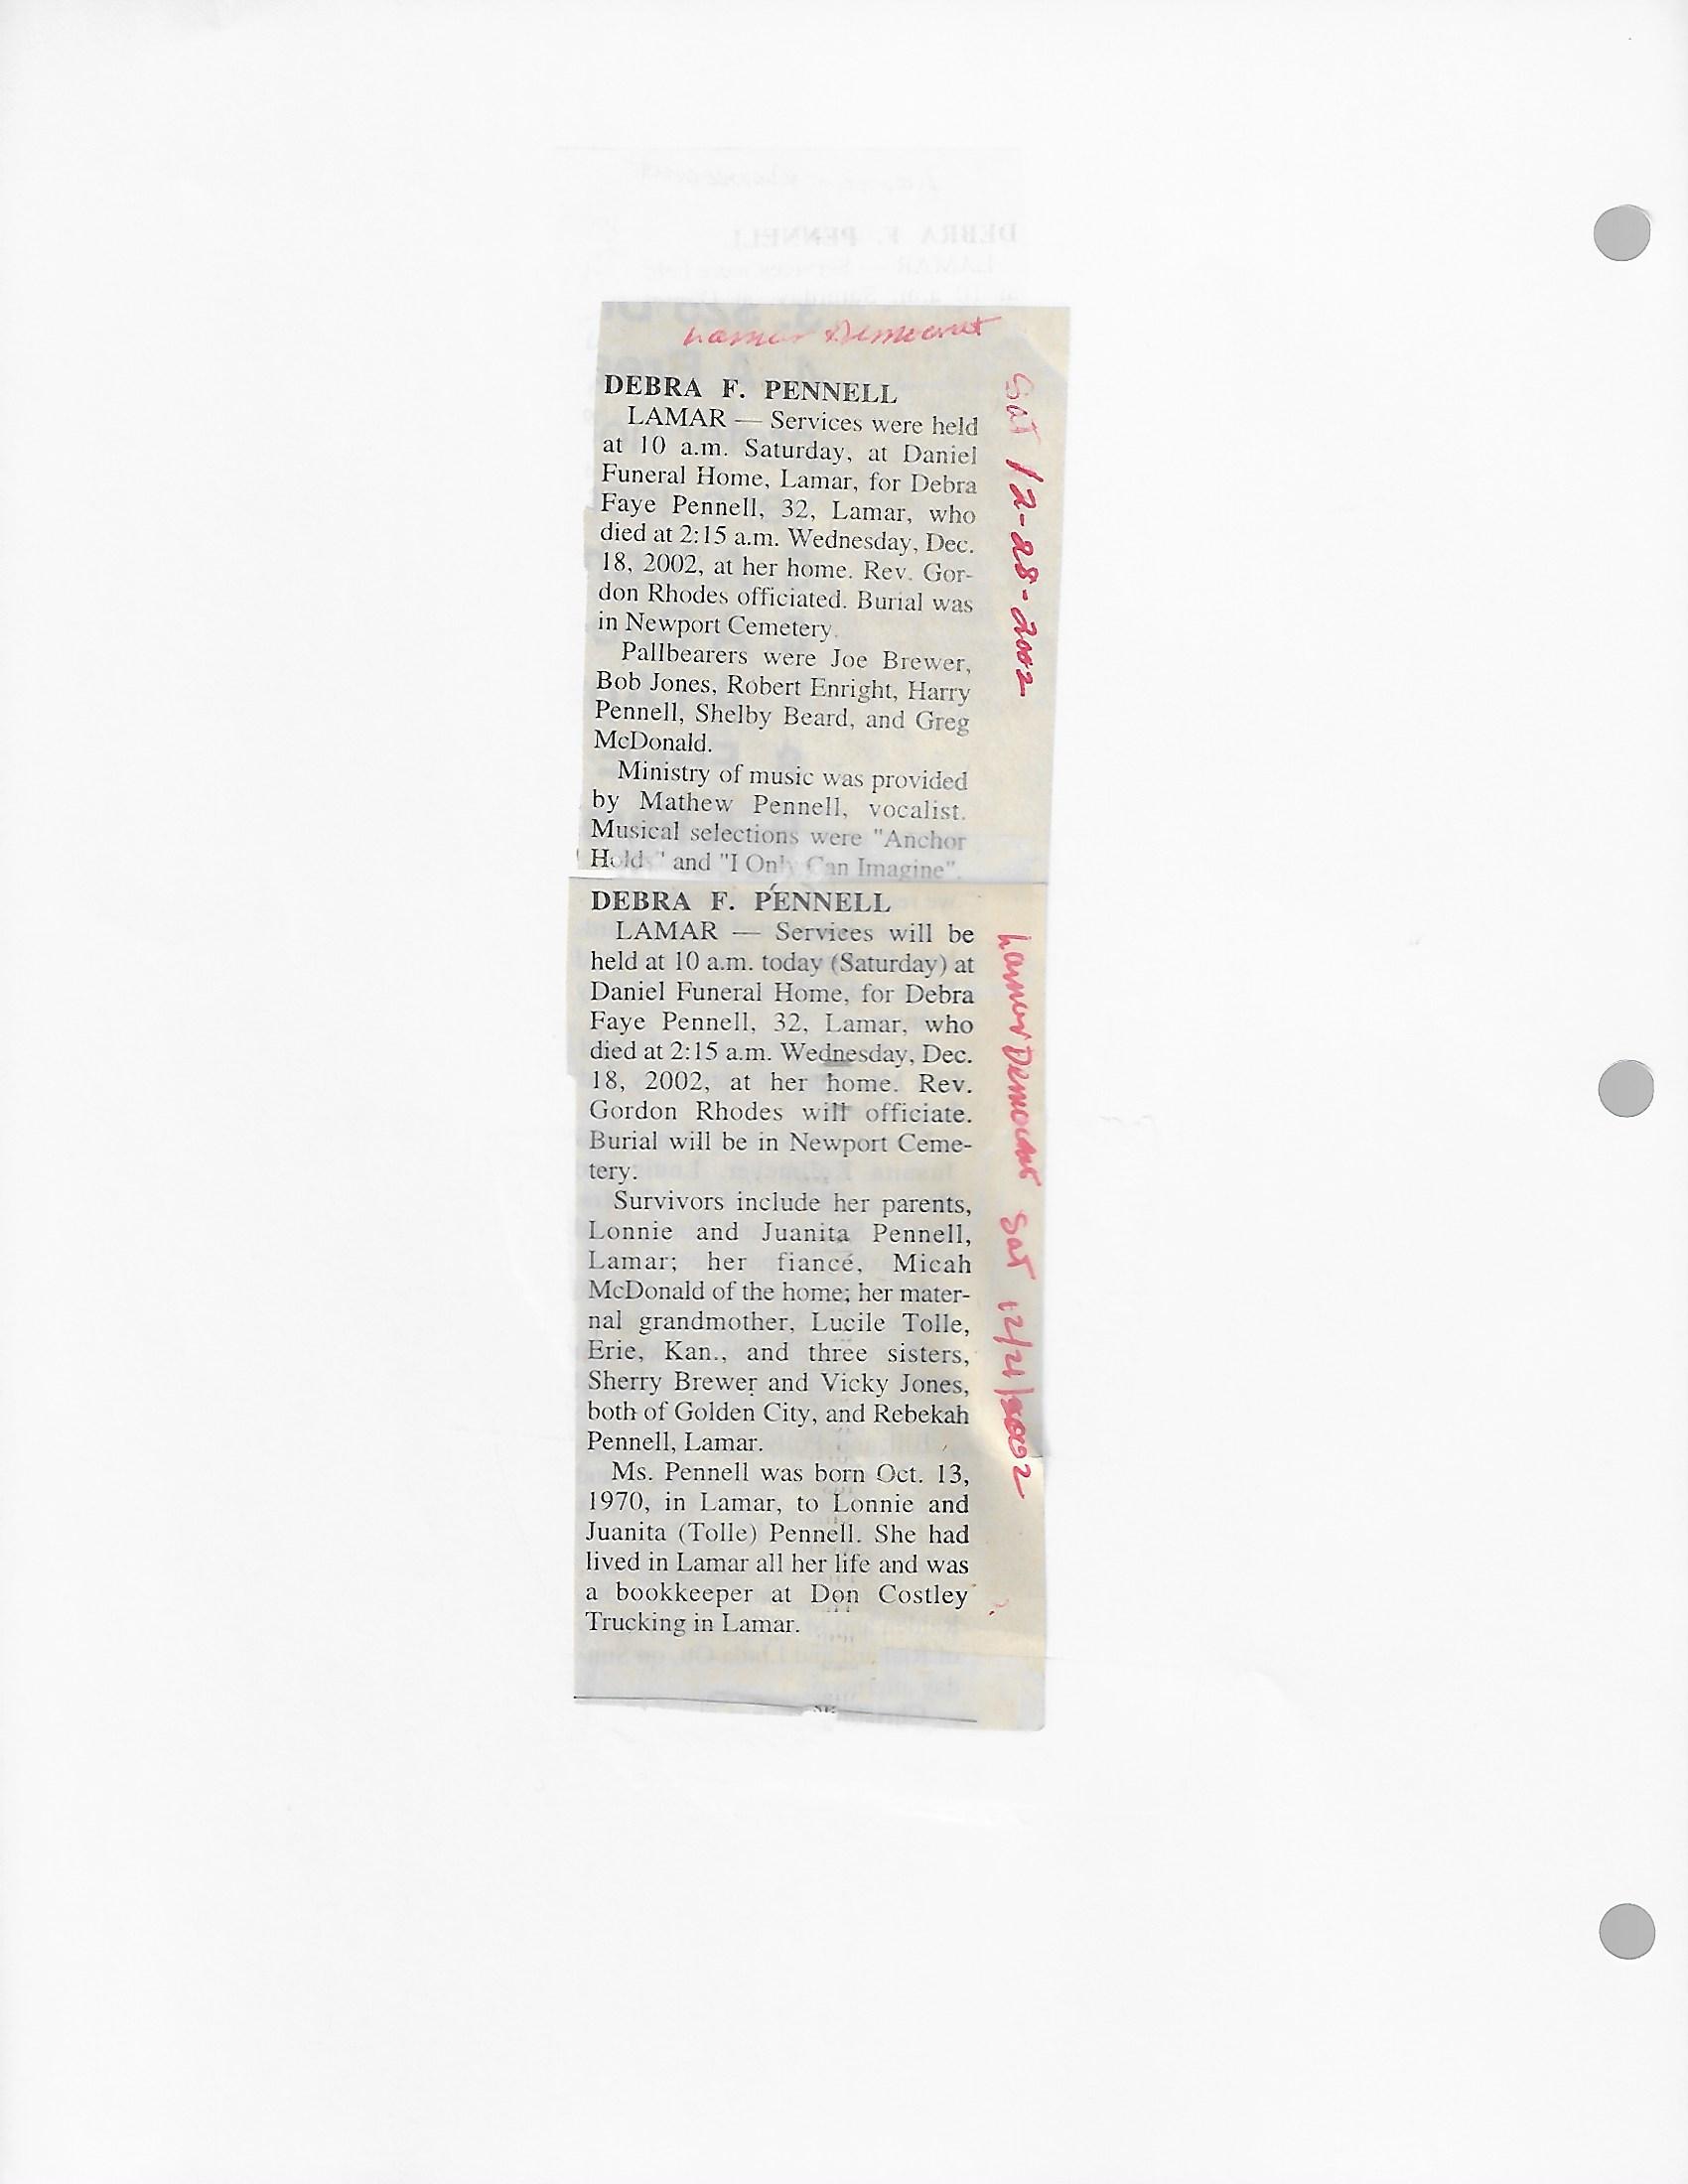 Lamar Democrat
Sat 12-28-2002
DEBRA F. PENNELL
LAMAR — Services were held
at 10 a.m. Saturday, at Daniel
Funeral Home, Lamar, for Debra
Faye Pennell, 32, Lamar, who
died at 2:15 a.m. Wednesday, Dec.
18, 2002, at her home. Rev. Gor-
don Rhodes officiated. Burial was
in Newport Cemetery.
Pallbearers were Joe Brewer,
Bob Jones, Robert Enright, Harry
Pennell, Shelby Beard, and Greg
McDonald.
Ministry of music was provided
by Mathew Pennell, vocalist.
Musical selections were "Anchor
Holds" and "I Only Can Imagine".
DEBRA F. PENNELL
LAMAR — Services will be
held at 10 a.m. today (Saturday) at
Daniel Funeral Home, for Debra
Faye Pennell, 32, Lamar, who
died at 2:15 a.m. Wednesday, Dec.
18, 2002, at her home. Rev.
Gordon Rhodes will officiate.
Burial will be in Newport Ceme-
tery.
Survivors include her parents,
Lonnie and Juanita Pennell,
Lamar; her fiancé, Micah
McDonald of the home; her mater-
nal grandmother, Lucile Tolle,
Erie, Kan., and three sisters,
Sherry Brewer and Vicky Jones,
both of Golden City, and Rebekah
Pennell, Lamar.
Ms. Pennell was born Oct. 13,
1970, in Lamar, to Lonnie and
Juanita (Tolle) Pennell. She had
lived in Lamar all her life and was
a bookkeeper at Don Costley
Trucking in Lamar.
Lamar Democrat Sat 12/21/2002